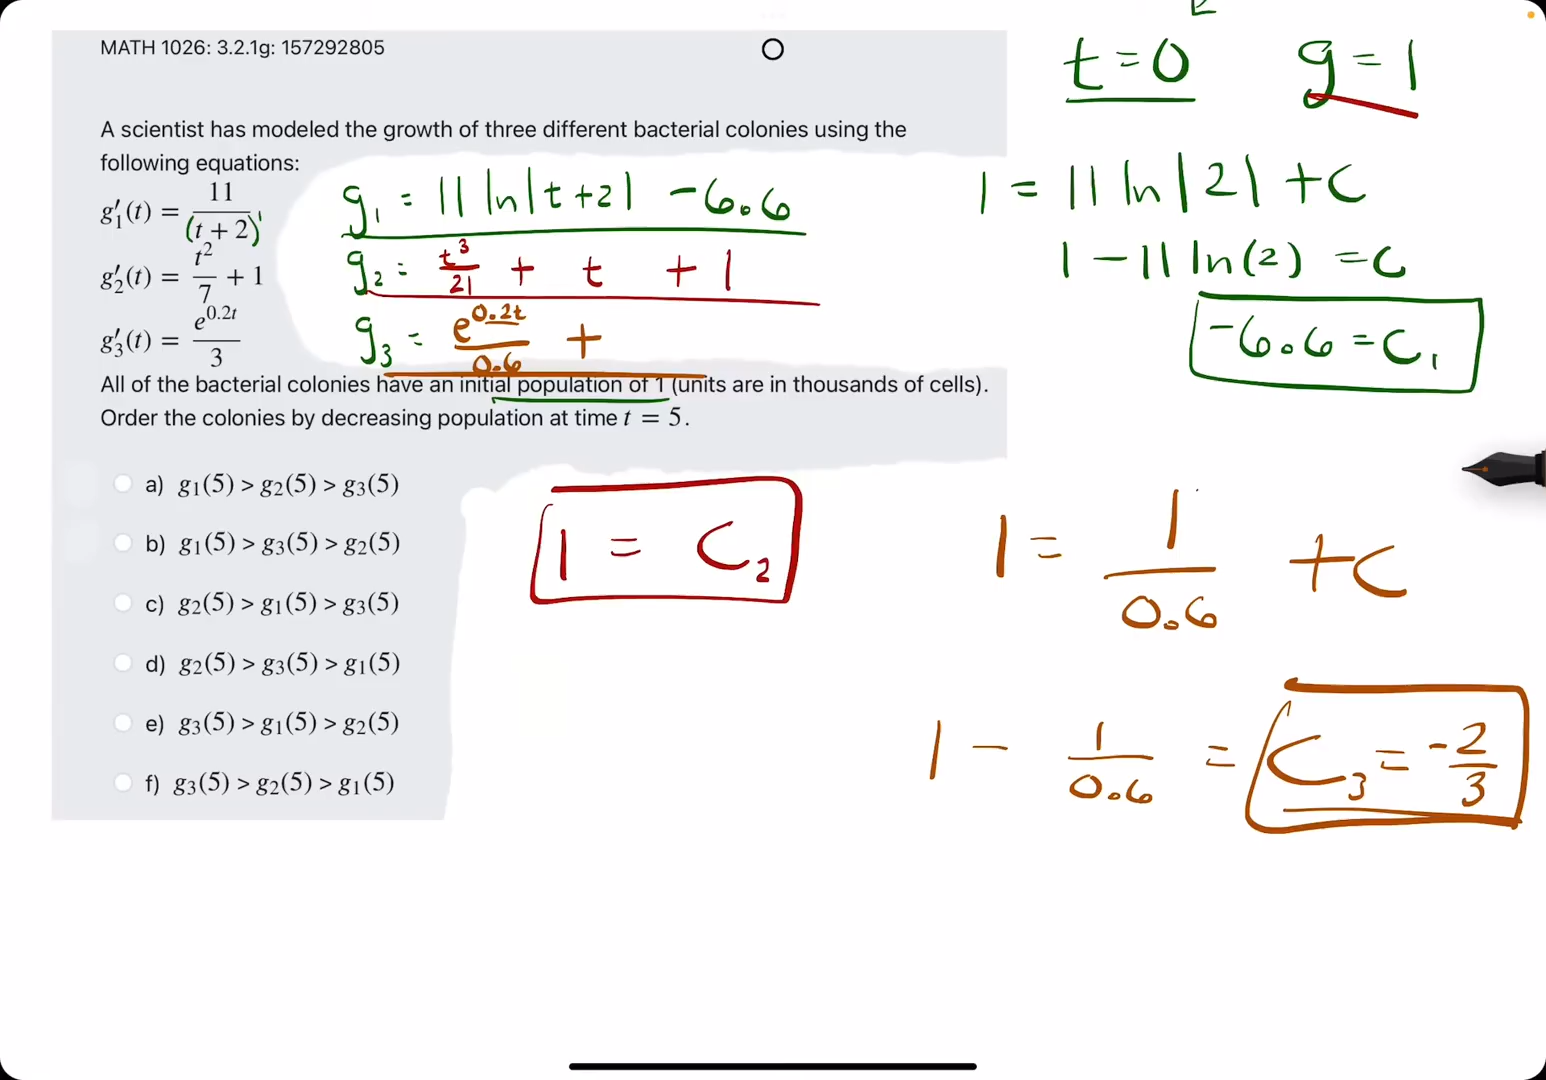 MATH 1026: 3.2.1g: 157292805
t = 0 g = 1
A scientist has modeled the growth of three different bacterial colonies using the
following equations:
g′₁(t) = 11/(t + 2)¹
g₁ = 11 ln|t+2| -6.6
1 = 11 ln|2| + C
g′₂(t) = t²/7 + 1
g₂ = t³/21 + t + 1
1 - 11 ln(2) = C
g′₃(t) = e^0.2t/3
g₃ = e^0.2t/0.6 +
-6.6 = C₁
All of the bacterial colonies have an initial population of 1 (units are in thousands of cells).
Order the colonies by decreasing population at time t = 5.
a) g₁(5) > g₂(5) > g₃(5)
b) g₁(5) > g₃(5) > g₂(5)
c) g₂(5) > g₁(5) > g₃(5)
d) g₂(5) > g₃(5) > g₁(5)
e) g₃(5) > g₁(5) > g₂(5)
f) g₃(5) > g₂(5) > g₁(5)
1 = C₂
1 = 1/0.6 + C
1 - 1/0.6 = C₃ = -2/3